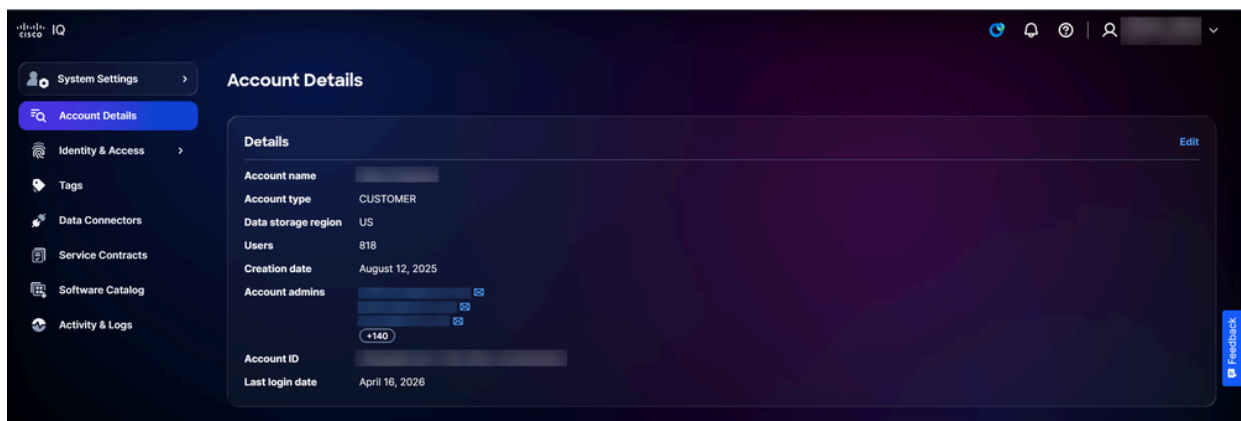 cisco IQ
System Settings
Account Details
Identity & Access
Tags
Data Connectors
Service Contracts
Software Catalog
Activity & Logs
Account Details
Details
Edit
Account name
Account type CUSTOMER
Data storage region US
Users 818
Creation date August 12, 2025
Account admins
+140
Account ID
Last login date April 16, 2026
Feedback